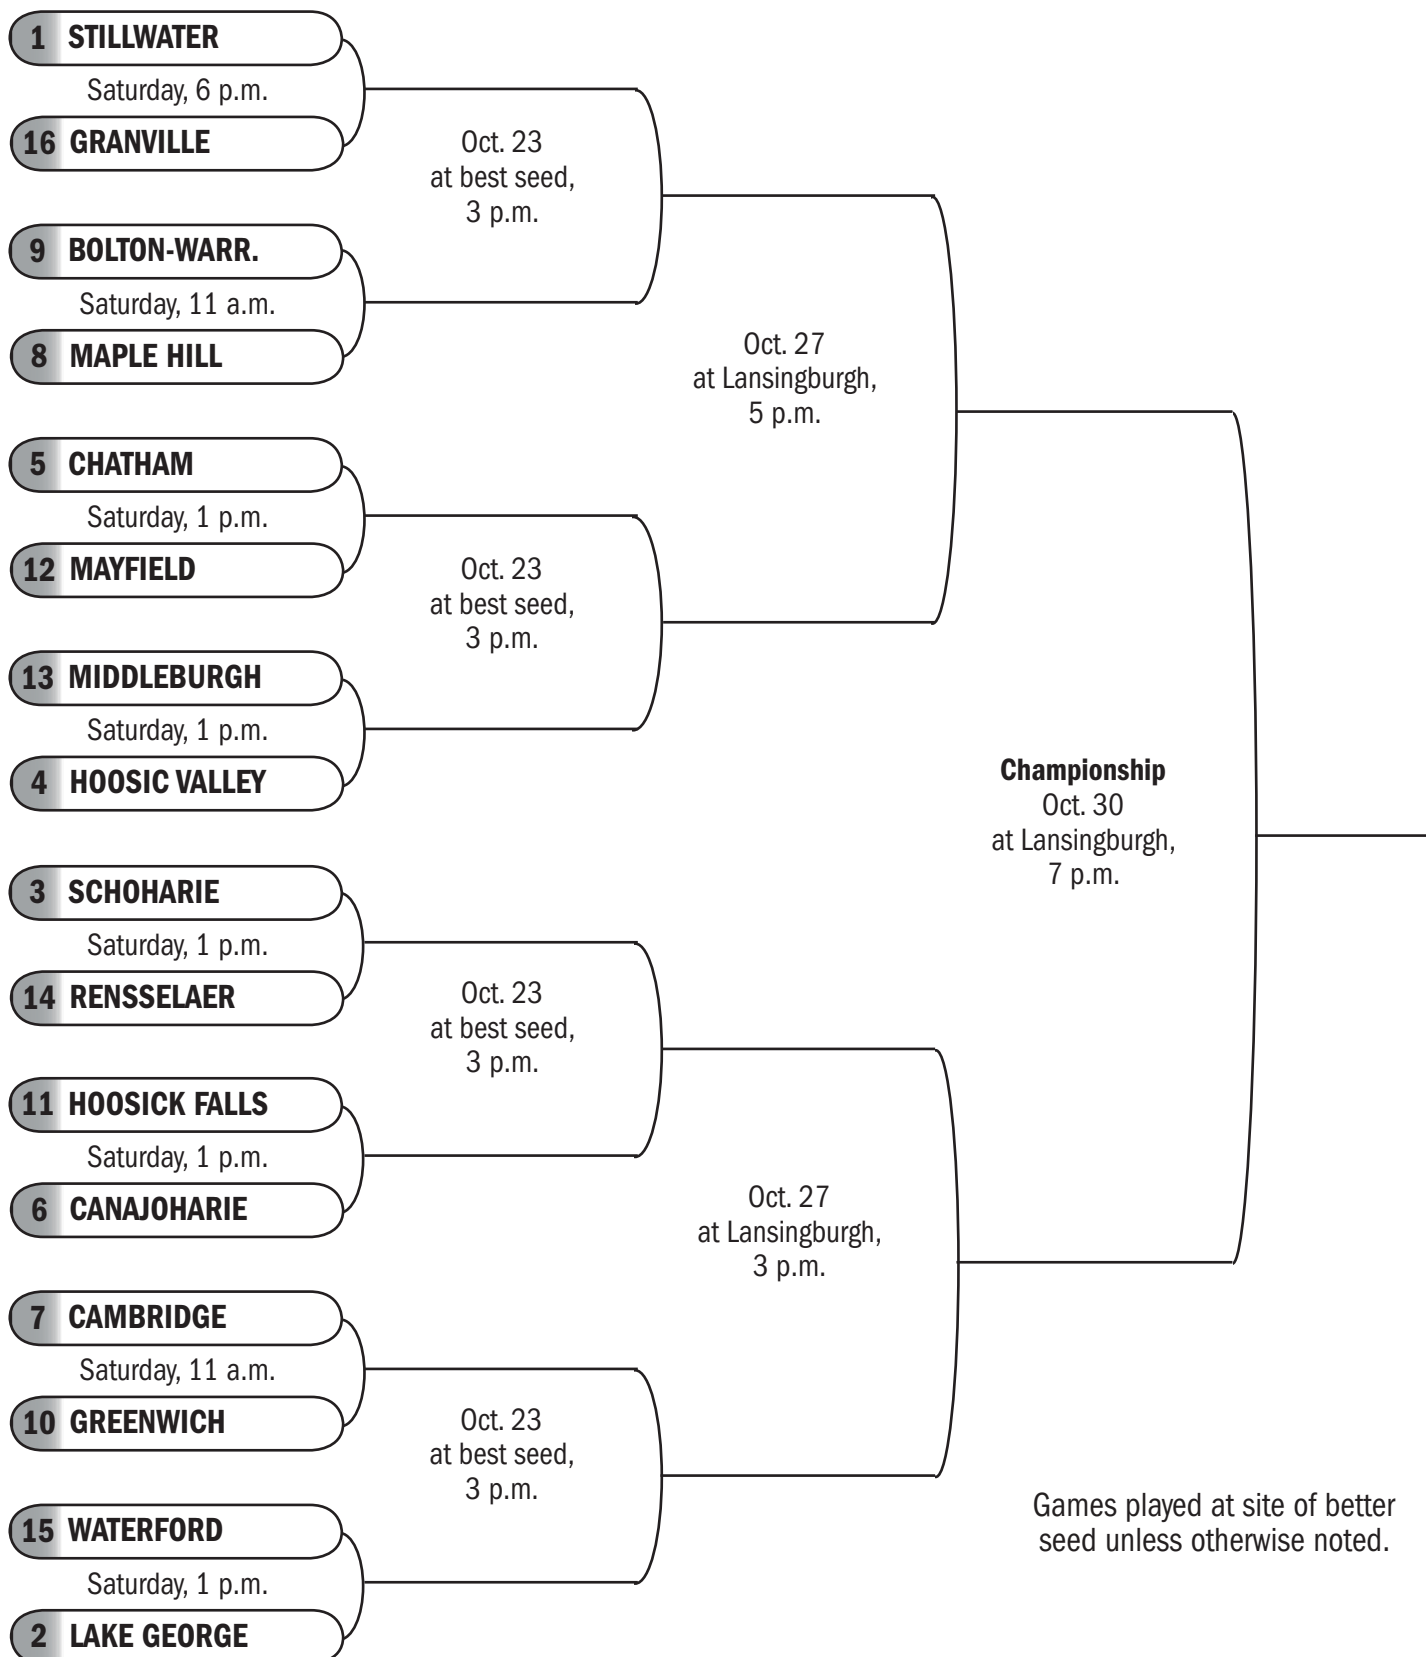 1 STILLWATER
Saturday, 6 p.m.
16 GRANVILLE
Oct. 23
at best seed,
3 p.m.
9 BOLTON-WARR.
Saturday, 11 a.m.
8 MAPLE HILL
Oct. 27
at Lansingburgh,
5 p.m.
5 CHATHAM
Saturday, 1 p.m.
12 MAYFIELD
Oct. 23
at best seed,
3 p.m.
13 MIDDLEBURGH
Saturday, 1 p.m.
4 HOOSIC VALLEY
Championship
Oct. 30
at Lansingburgh,
7 p.m.
3 SCHOHARIE
Saturday, 1 p.m.
14 RENSSELAER
Oct. 23
at best seed,
3 p.m.
11 HOOSICK FALLS
Saturday, 1 p.m.
6 CANAJOHARIE
Oct. 27
at Lansingburgh,
3 p.m.
7 CAMBRIDGE
Saturday, 11 a.m.
10 GREENWICH
Oct. 23
at best seed,
3 p.m.
15 WATERFORD
Saturday, 1 p.m.
2 LAKE GEORGE
Games played at site of better
seed unless otherwise noted.